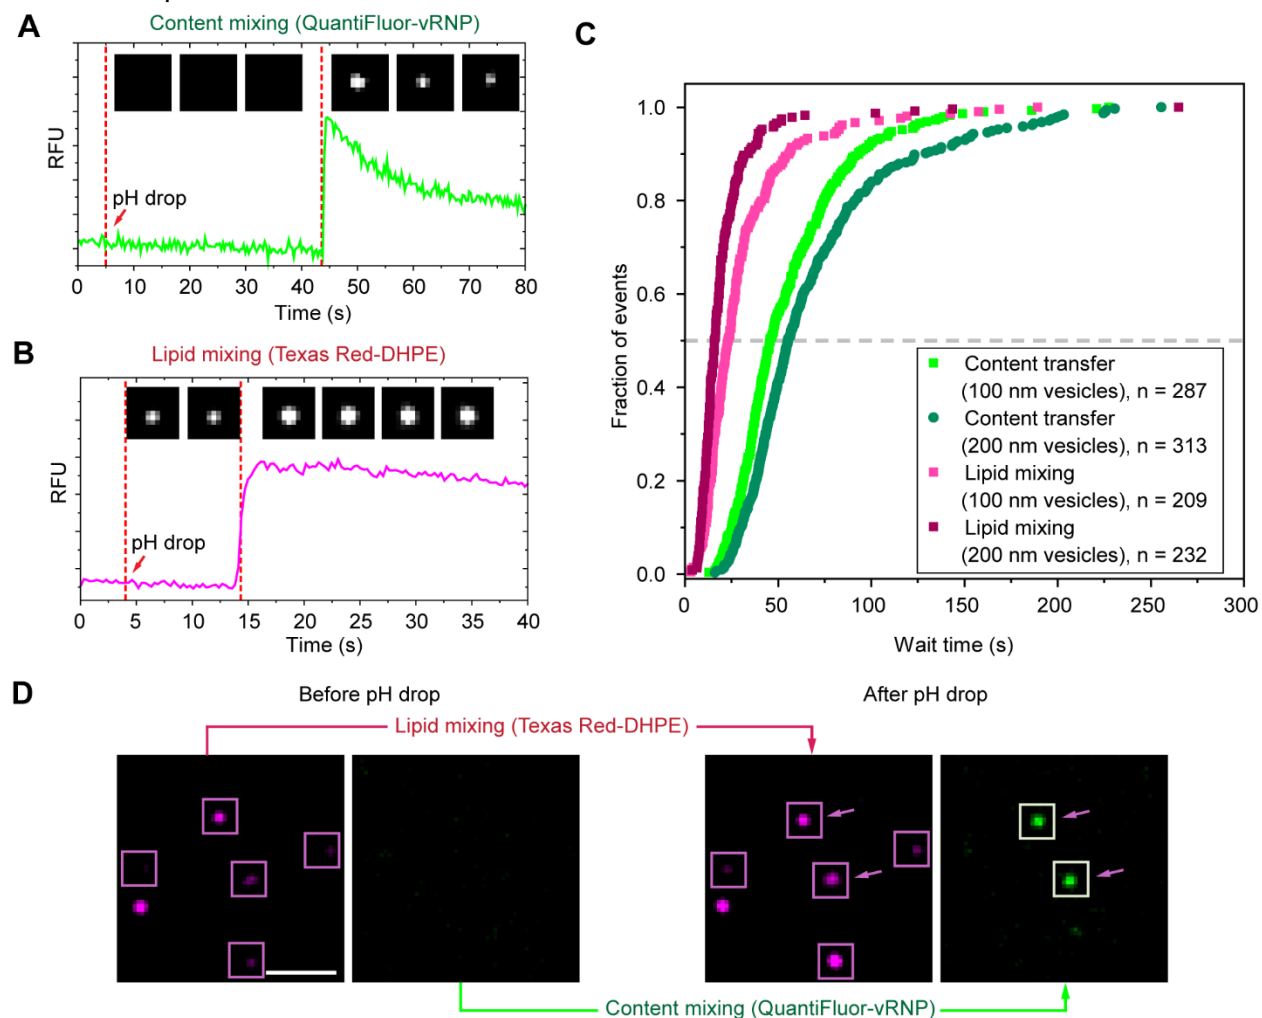 A
Content mixing (QuantiFluor-vRNP)
RFU
pH drop
0 10 20 30 40 50 60 70 80
Time (s)
B
Lipid mixing (Texas Red-DHPE)
RFU
pH drop
0 5 10 15 20 25 30 35 40
Time (s)
C
Fraction of events
1.0
0.8
0.6
0.4
0.2
0.0
Content transfer
(100 nm vesicles), n = 287
Content transfer
(200 nm vesicles), n = 313
Lipid mixing
(100 nm vesicles), n = 209
Lipid mixing
(200 nm vesicles), n = 232
0 50 100 150 200 250 300
Wait time (s)
D
Before pH drop
After pH drop
Lipid mixing (Texas Red-DHPE)
Content mixing (QuantiFluor-vRNP)